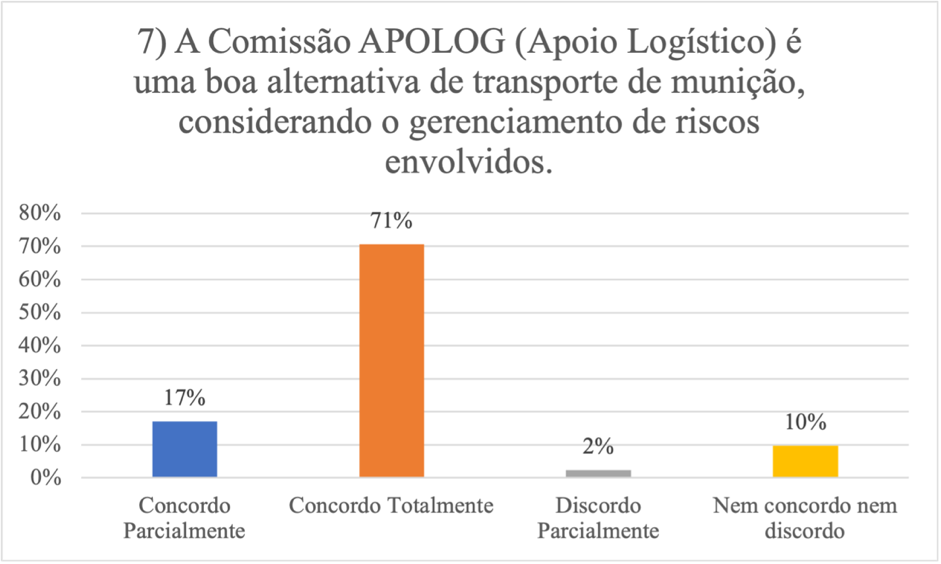 7) A Comissão APOLOG (Apoio Logístico) é
uma boa alternativa de transporte de munição,
considerando o gerenciamento de riscos
envolvidos.
80%
70%
60%
50%
40%
30%
20%
10%
0%
17%
71%
2%
10%
Concordo
Parcialmente
Concordo Totalmente
Discordo
Parcialmente
Nem concordo nem
discordo